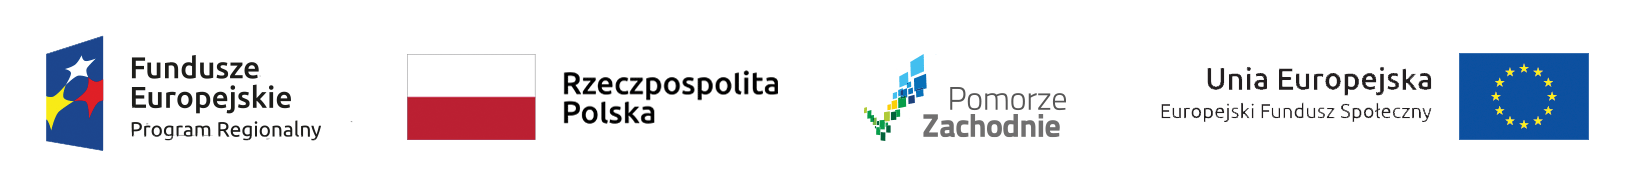 Fundusze
Europejskie
Program Regionalny
Rzeczpospolita
Polska
Pomorze
Zachodnie
Unia Europejska
Europejski Fundusz Społeczny